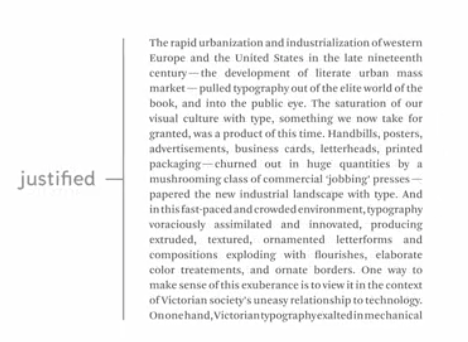 justified
The rapid urbanization and industrialization of western
Europe and the United States in the late nineteenth
century — the development of literate urban mass
market — pulled typography out of the elite world of the
book, and into the public eye. The saturation of our
visual culture with type, something we now take for
granted, was a product of this time. Handbills, posters,
advertisements, business cards, letterheads, printed
packaging — churned out in huge quantities by a
mushrooming class of commercial ‘jobbing’ presses —
papered the new industrial landscape with type. And
in this fast-paced and crowded environment, typography
voraciously assimilated and innovated, producing
extruded, textured, ornamented letterforms and
compositions exploding with flourishes, elaborate
color treatements, and ornate borders. One way to
make sense of this exuberance is to view it in the context
of Victorian society’s uneasy relationship to technology.
On one hand, Victorian typography exalted in mechanical